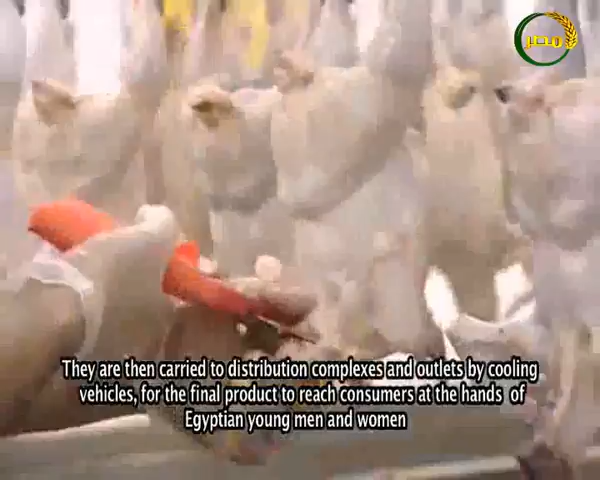 مصر
They are then carried to distribution complexes and outlets by cooling
vehicles, for the final product to reach consumers at the hands of
Egyptian young men and women